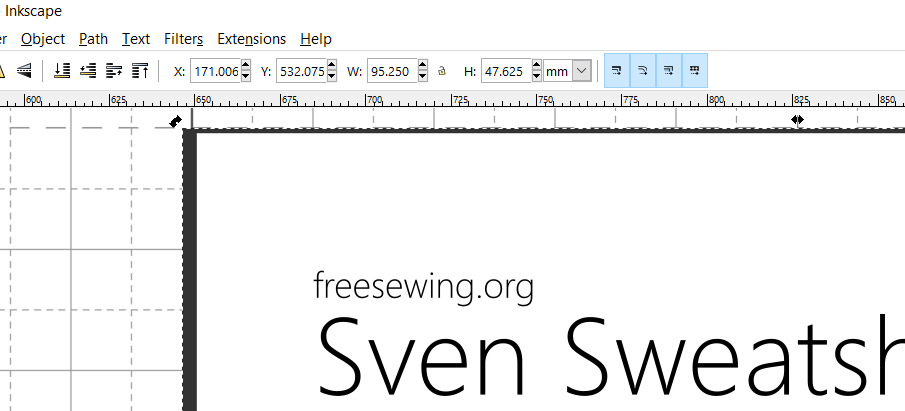 Inkscape
Object Path Text Filters Extensions Help
X: 171.006 Y: 532.075 W: 95.250 H: 47.625 mm
600 625 650 675 700 725 750 775 800 825 850
freesewing.org
Sven Sweatsh